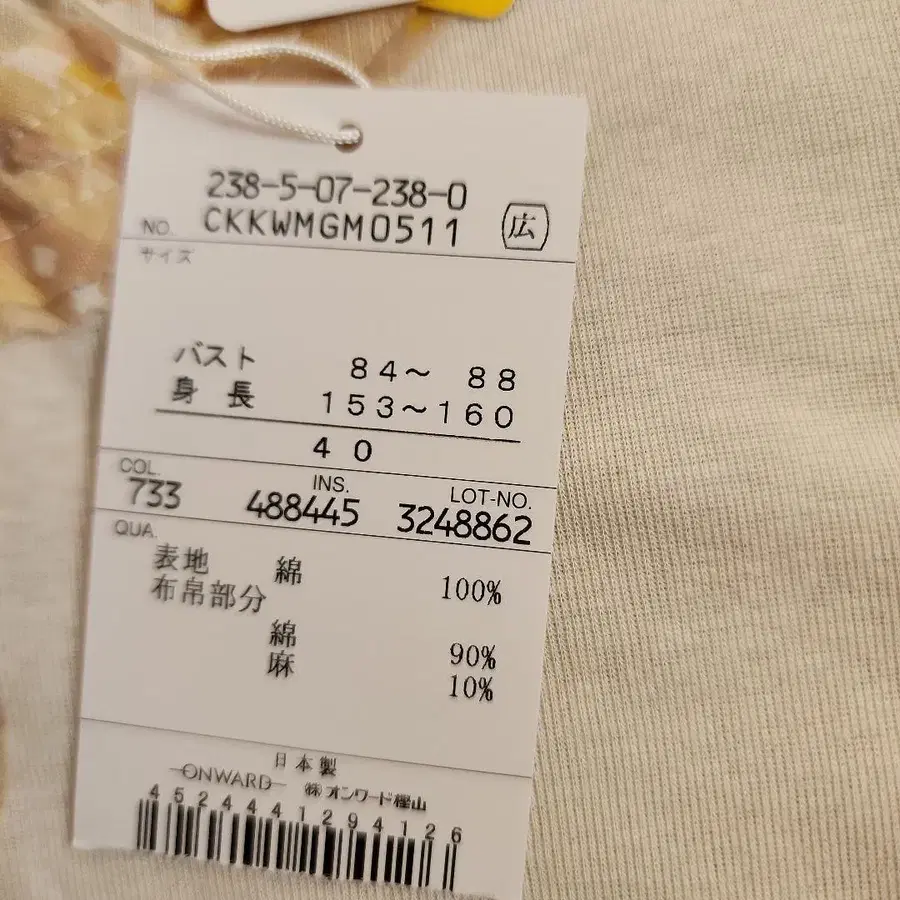 238-5-07-238-0
NO. CKKWMGM0511 広
サイズ
バスト 84～ 88
身 長 153～160
40
COL. INS. LOT-NO.
733 488445 3248862
QUA.
表地 綿 100%
布帛部分
綿 90%
麻 10%
日本製
ONWARD ㈱オンワード樫山
4524441294126